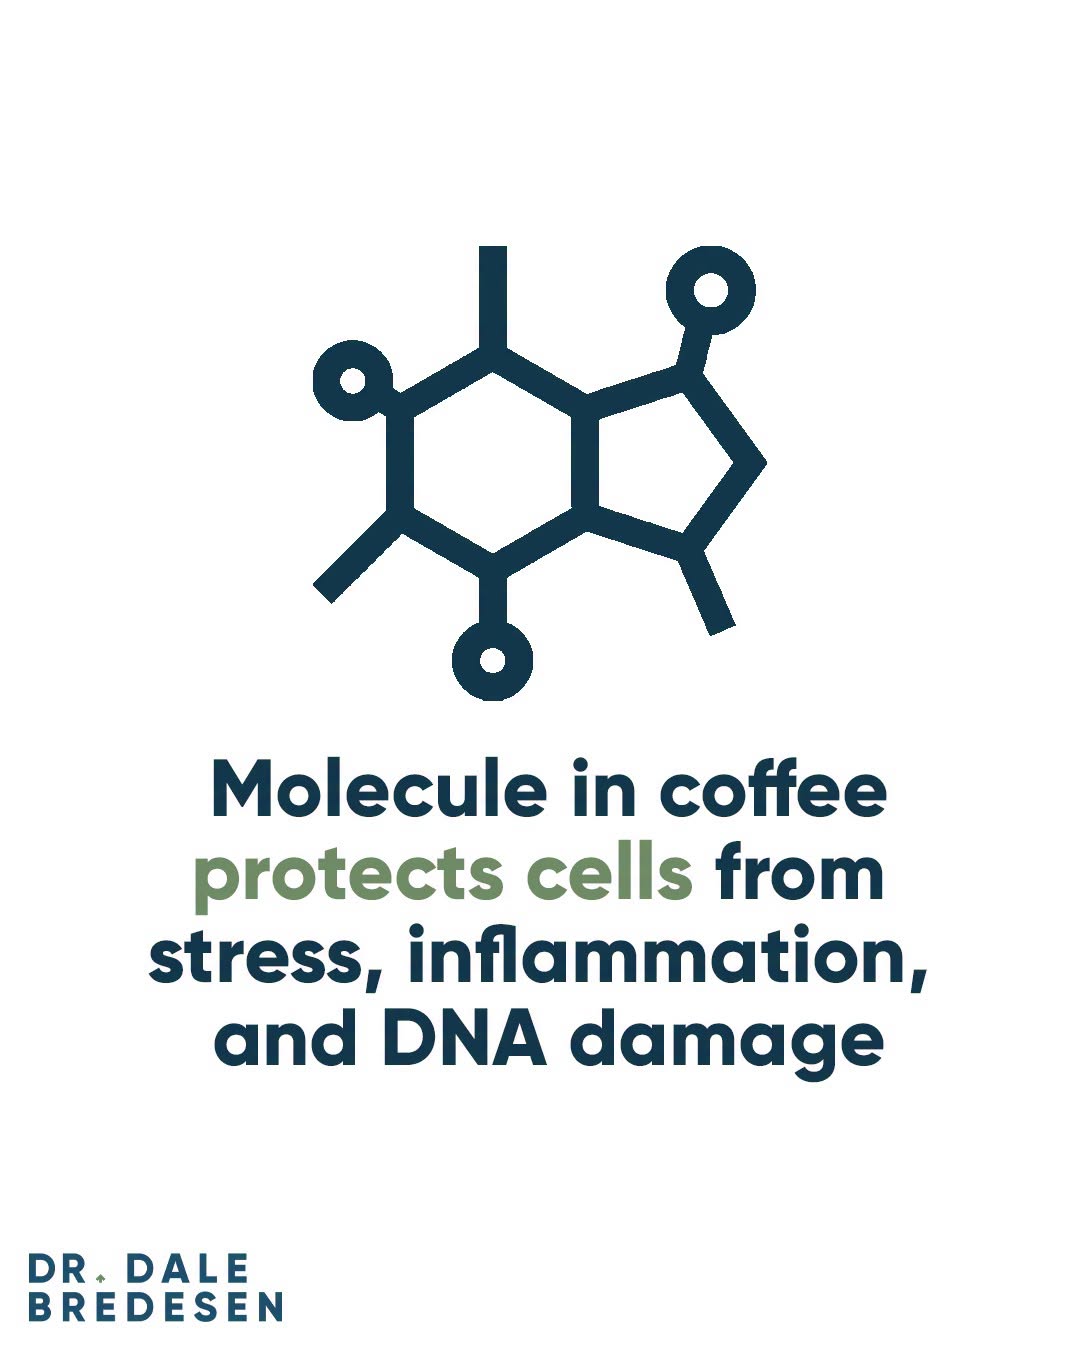 Molecule in coffee
protects cells from
stress, inflammation,
and DNA damage
DR. DALE
BREDESEN